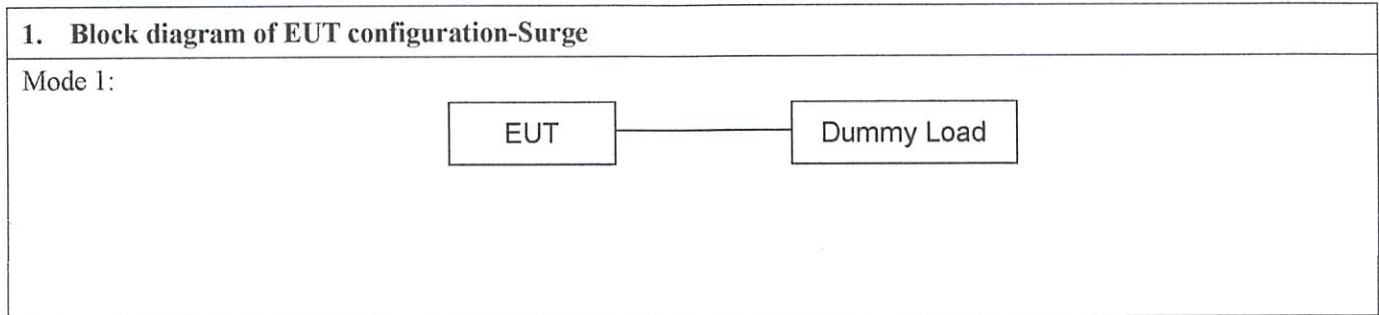 1. Block diagram of EUT configuration-Surge
Mode 1:
EUT
Dummy Load